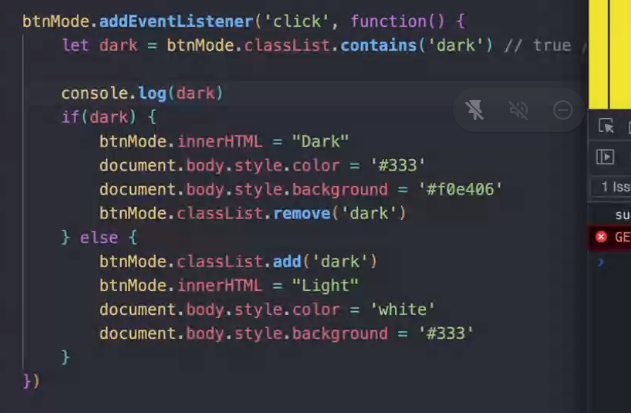 btnMode.addEventListener('click', function() {
let dark = btnMode.classList.contains('dark') // true /
console.log(dark)
if(dark) {
btnMode.innerHTML = "Dark"
document.body.style.color = '#333'
document.body.style.background = '#f0e406'
btnMode.classList.remove('dark')
} else {
btnMode.classList.add('dark')
btnMode.innerHTML = "Light"
document.body.style.color = 'white'
document.body.style.background = '#333'
}
})
1 Iss
su
GE